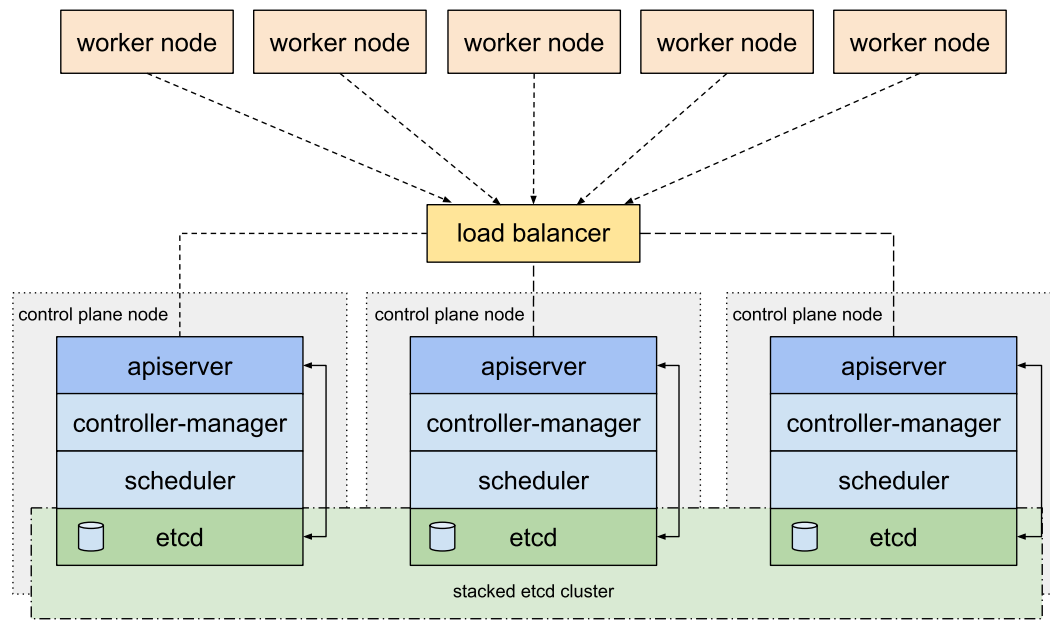 worker node
worker node
worker node
worker node
worker node
load balancer
control plane node
control plane node
control plane node
apiserver
apiserver
apiserver
controller-manager
controller-manager
controller-manager
scheduler
scheduler
scheduler
etcd
etcd
etcd
stacked etcd cluster